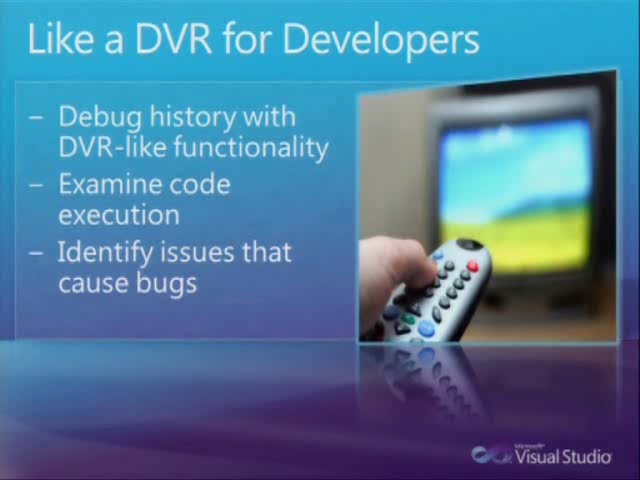 Like a DVR for Developers
– Debug history with
DVR-like functionality
– Examine code
execution
– Identify issues that
cause bugs
Microsoft
Visual Studio